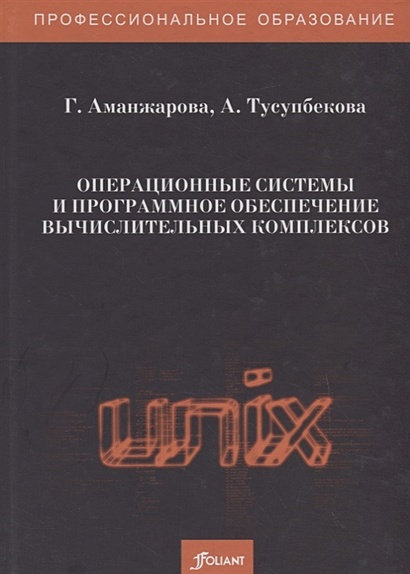 ПРОФЕССИОНАЛЬНОЕ ОБРАЗОВАНИЕ
Г. Аманжарова, А. Тусупбекова
ОПЕРАЦИОННЫЕ СИСТЕМЫ
И ПРОГРАММНОЕ ОБЕСПЕЧЕНИЕ
ВЫЧИСЛИТЕЛЬНЫХ КОМПЛЕКСОВ
unix
FOLIANT